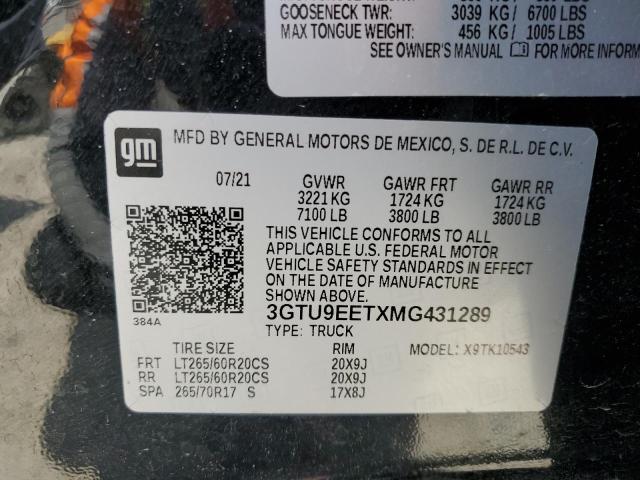 GOOSENECK TWR: 3039 KG / 6700 LBS
MAX TONGUE WEIGHT: 456 KG / 1005 LBS
SEE OWNER'S MANUAL FOR MORE INFORM
gm
MFD BY GENERAL MOTORS DE MEXICO, S. DE R.L. DE C.V.
07/21 GVWR GAWR FRT GAWR RR
3221 KG 1724 KG 1724 KG
7100 LB 3800 LB 3800 LB
THIS VEHICLE CONFORMS TO ALL
APPLICABLE U.S. FEDERAL MOTOR
VEHICLE SAFETY STANDARDS IN EFFECT
ON THE DATE OF MANUFACTURE
SHOWN ABOVE.
384A 3GTU9EETXMG431289
TYPE: TRUCK
TIRE SIZE RIM MODEL: X9TK10543
FRT LT265/60R20CS 20X9J
RR LT265/60R20CS 20X9J
SPA 265/70R17 S 17X8J